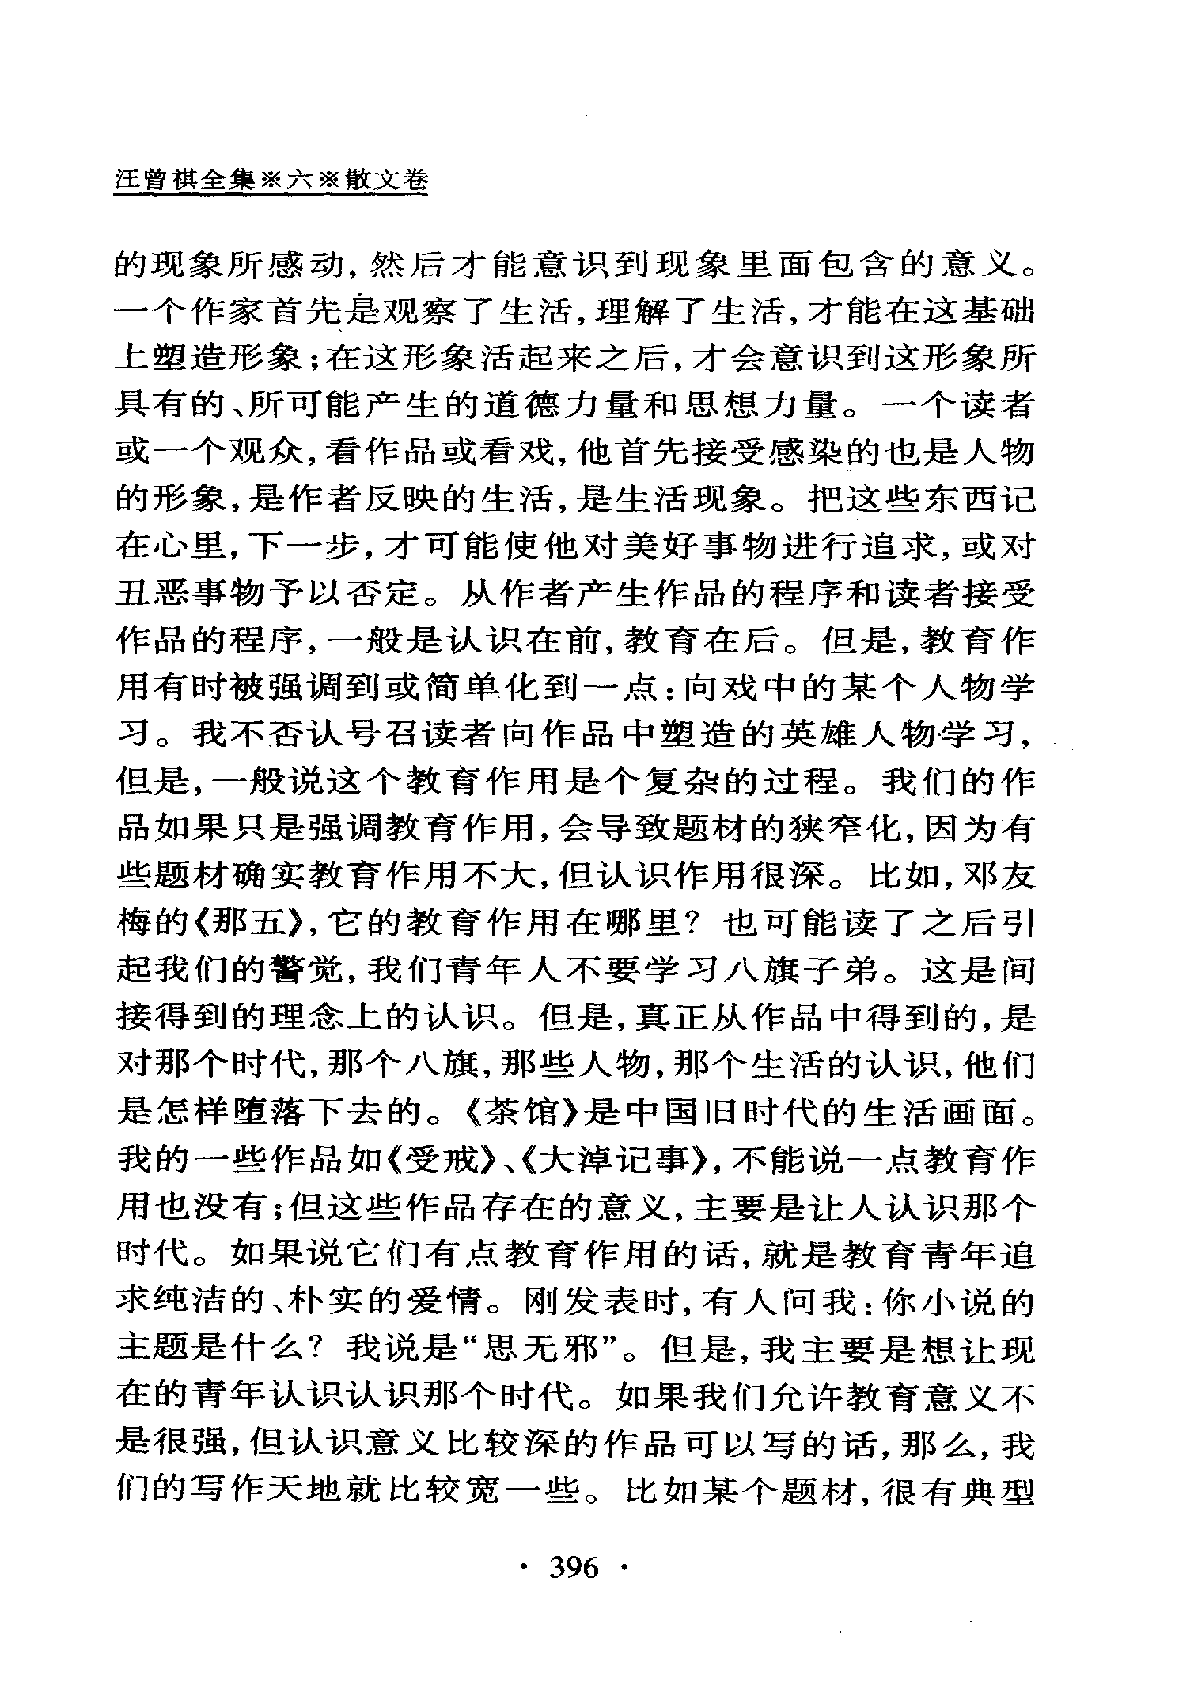 汪曾祺全集※六※散文卷
的现象所感动，然后才能意识到现象里面包含的意义。
一个作家首先是观察了生活，理解了生活，才能在这基础
上塑造形象；在这形象活起来之后，才会意识到这形象所
具有的、所可能产生的道德力量和思想力量。一个读者
或一个观众，看作品或看戏，他首先接受感染的也是人物
的形象，是作者反映的生活，是生活现象。把这些东西记
在心里，下一步，才可能使他对美好事物进行追求，或对
丑恶事物予以否定。从作者产生作品的程序和读者接受
作品的程序，一般是认识在前，教育在后。但是，教育作
用有时被强调到或简单化到一点：向戏中的某个人物学
习。我不否认号召读者向作品中塑造的英雄人物学习，
但是，一般说这个教育作用是个复杂的过程。我们的作
品如果只是强调教育作用，会导致题材的狭窄化，因为有
些题材确实教育作用不大，但认识作用很深。比如，邓友
梅的《那五》，它的教育作用在哪里？也可能读了之后引
起我们的警觉，我们青年人不要学习八旗子弟。这是间
接得到的理念上的认识。但是，真正从作品中得到的，是
对那个时代，那个八旗，那些人物，那个生活的认识，他们
是怎样堕落下去的。《茶馆》是中国旧时代的生活画面。
我的一些作品如《受戒》、《大淖记事》，不能说一点教育作
用也没有；但这些作品存在的意义，主要是让人认识那个
时代。如果说它们有点教育作用的话，就是教育青年追
求纯洁的、朴实的爱情。刚发表时，有人问我：你小说的
主题是什么？我说是“思无邪”。但是，我主要是想让现
在的青年认识认识那个时代。如果我们允许教育意义不
是很强，但认识意义比较深的作品可以写的话，那么，我
们的写作天地就比较宽一些。比如某个题材，很有典型
· 396 ·